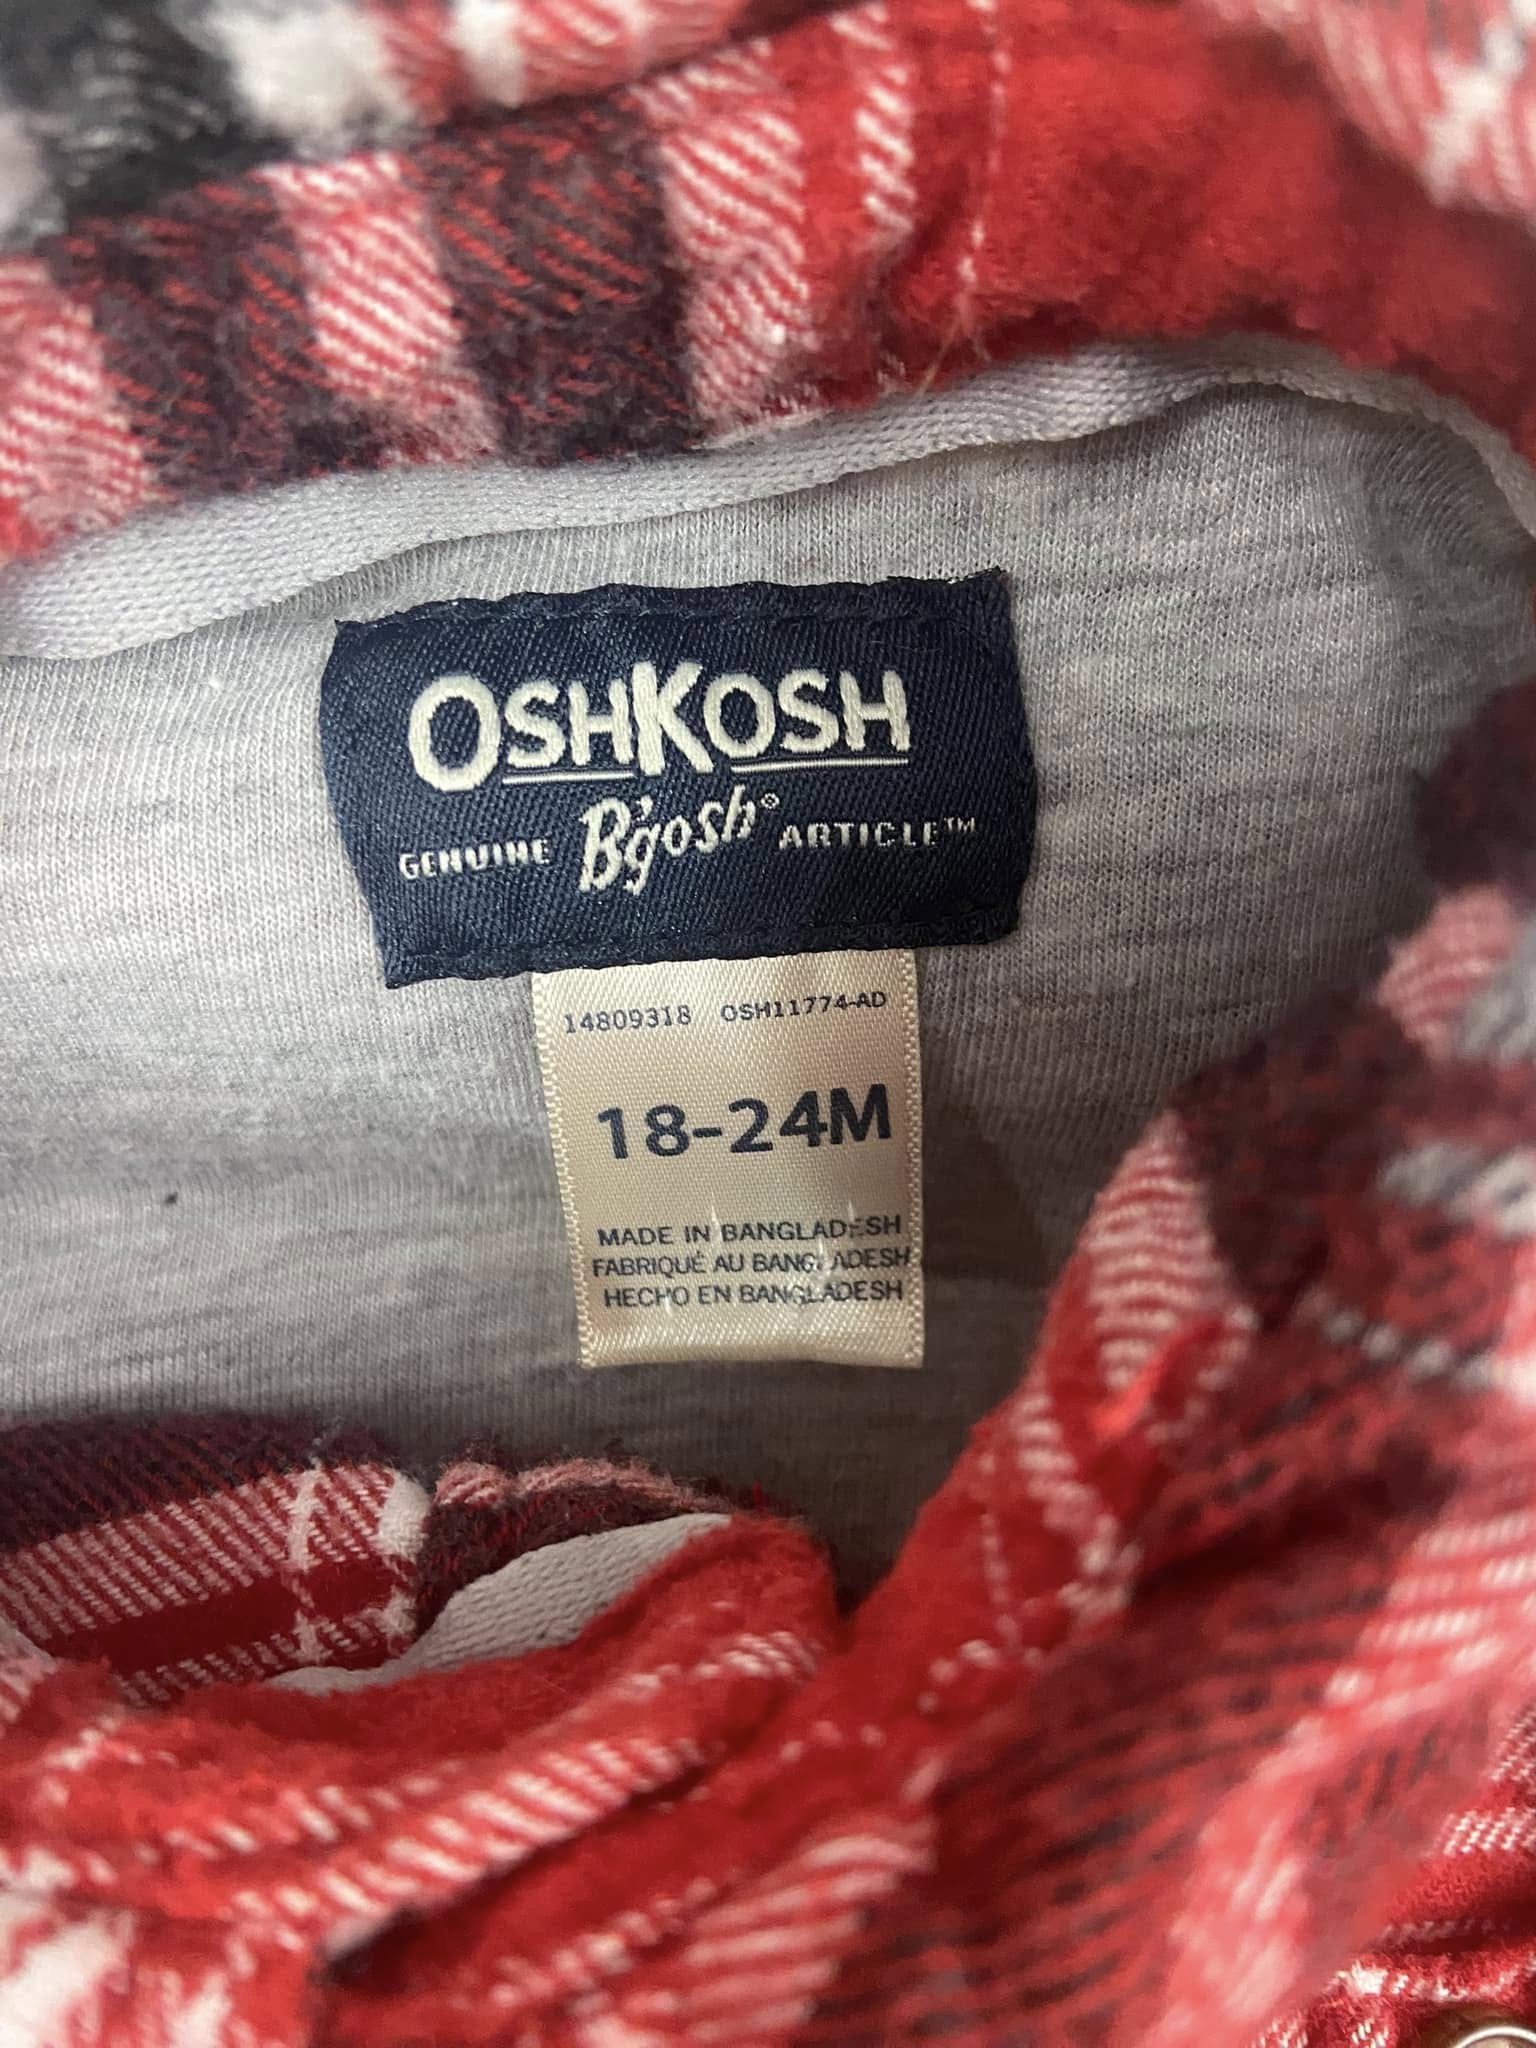 OSHKOSH
GENUINE B'gosh® ARTICLE™
14809318 OSH11774-AD
18-24M
MADE IN BANGLADESH
FABRIQUÉ AU BANGLADESH
HECHO EN BANGLADESH